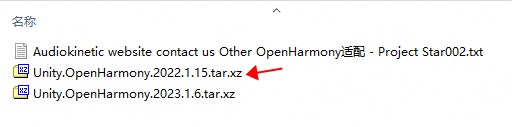 名称
Audiokinetic website contact us Other OpenHarmony适配 - Project Star002.txt
Unity.OpenHarmony.2022.1.15.tar.xz
Unity.OpenHarmony.2023.1.6.tar.xz